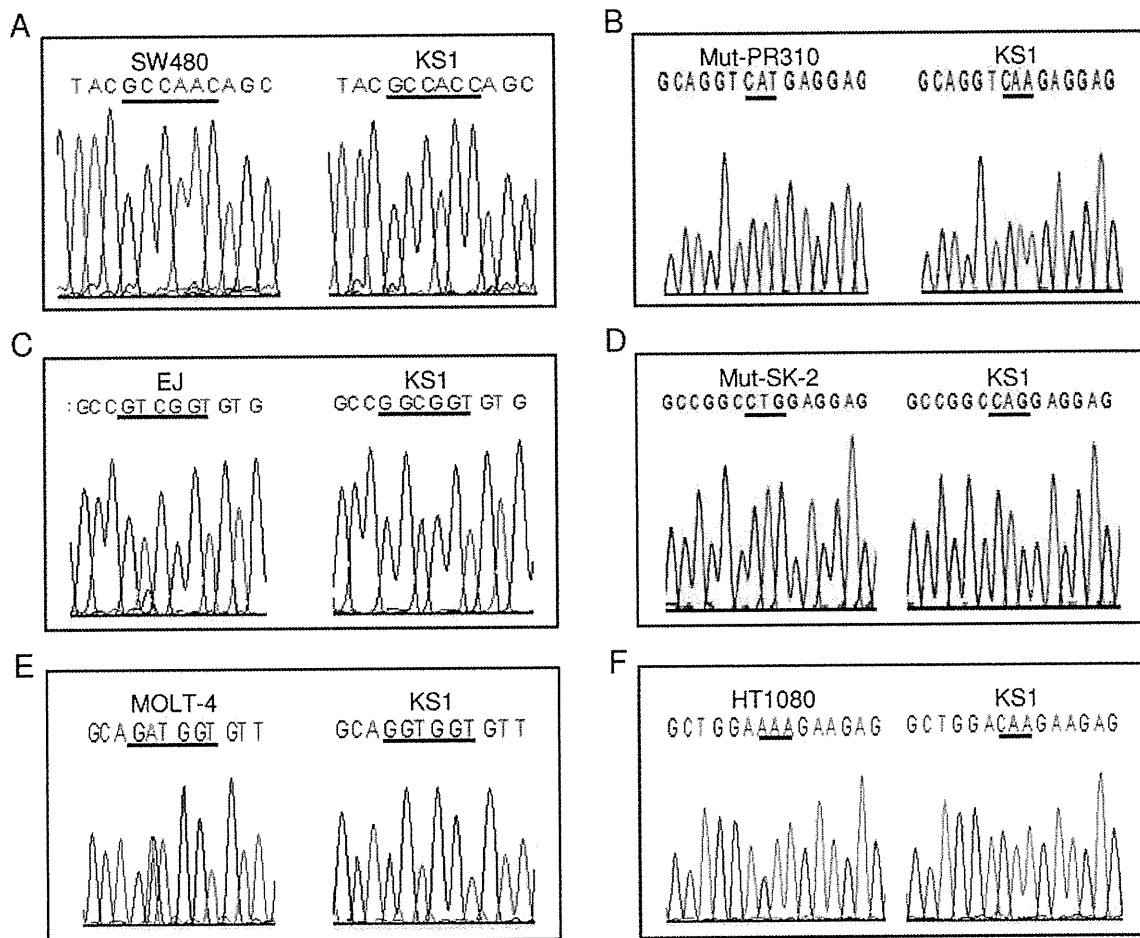 A
SW480
KS1
TACGCCAACAGC
TACGCCACCAGC
B
Mut-PR310
KS1
GCAGGTCATGAGGAG
GCAGGTCAAGAGGAG
C
EJ
KS1
:GCCGTCGGTGTG
GCCGGCGGTGTG
D
Mut-SK-2
KS1
GCCGGCCTGGAGGAG
GCCGGCCAGGAGGAG
E
MOLT-4
KS1
GCAGATGGTGTT
GCAGGTGGTGTT
F
HT1080
KS1
GCTGGAAAAGAAGAG
GCTGGACAAGAAGAG